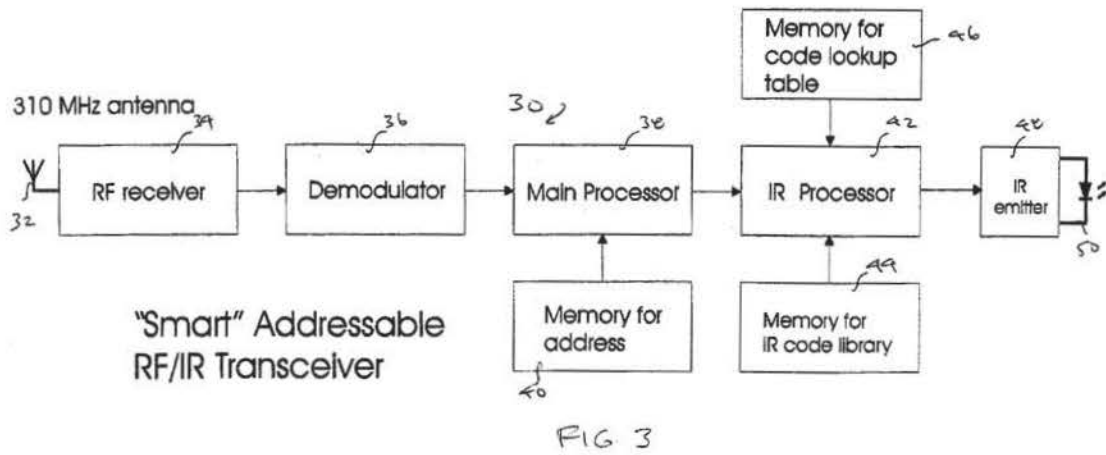 Memory for
code lookup
table
46
310 MHz antenna
34
36
30
38
42
48
RF receiver
Demodulator
Main Processor
IR Processor
IR
emitter
32
50
44
"Smart" Addressable
RF/IR Transceiver
Memory for
address
40
Memory for
IR code library
FIG. 3